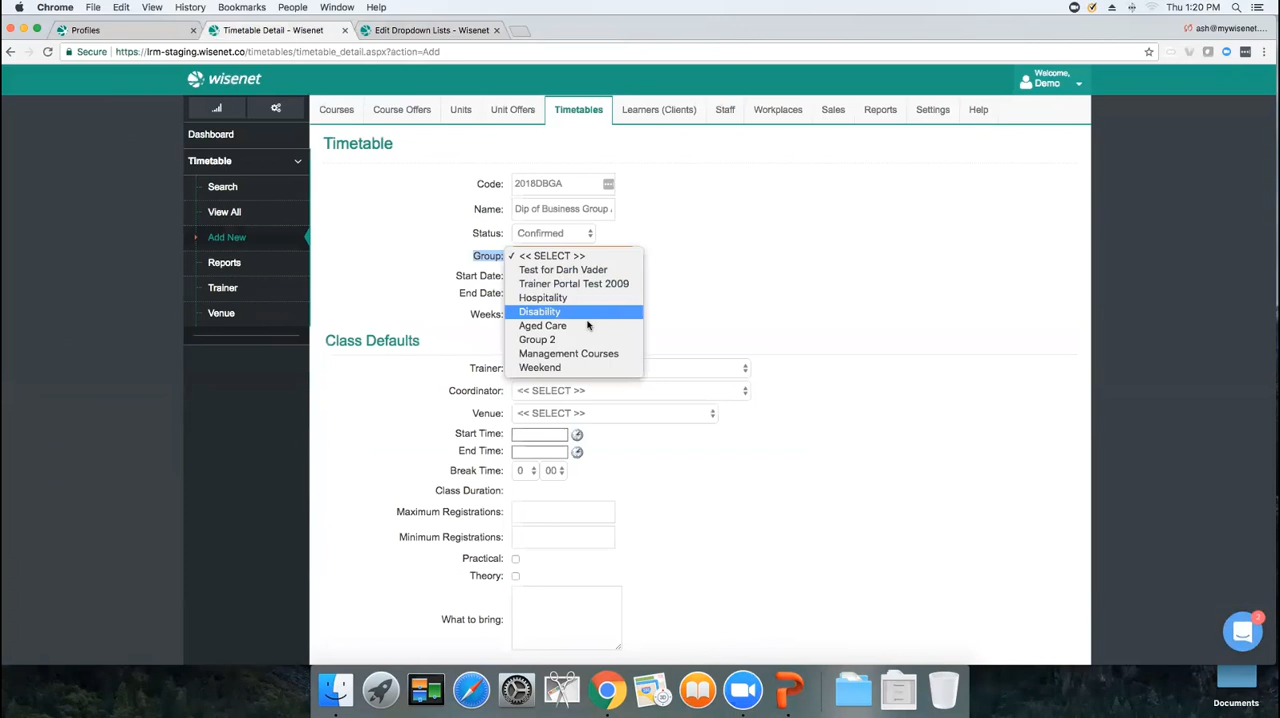 Chrome File Edit View History Bookmarks People Window Help Thu 1:20 PM
Profiles Timetable Detail - Wisenet Edit Dropdown Lists - Wisenet ash@mywisenet....
Secure https://lrm-staging.wisenet.co/timetables/timetable_detail.aspx?action=Add
wisenet Welcome, Demo
Courses Course Offers Units Unit Offers Timetables Learners (Clients) Staff Workplaces Sales Reports Settings Help
Dashboard
Timetable
Search
View All
Add New
Reports
Trainer
Venue
Timetable
Code: 2018DBGA
Name: Dip of Business Group
Status: Confirmed
Group: << SELECT >>
Test for Darh Vader
Trainer Portal Test 2009
Hospitality
Disability
Aged Care
Group 2
Management Courses
Weekend
Start Date:
End Date:
Weeks:
Class Defaults
Trainer:
Coordinator: << SELECT >>
Venue: << SELECT >>
Start Time:
End Time:
Break Time: 0 00
Class Duration:
Maximum Registrations:
Minimum Registrations:
Practical:
Theory:
What to bring:
2
Documents